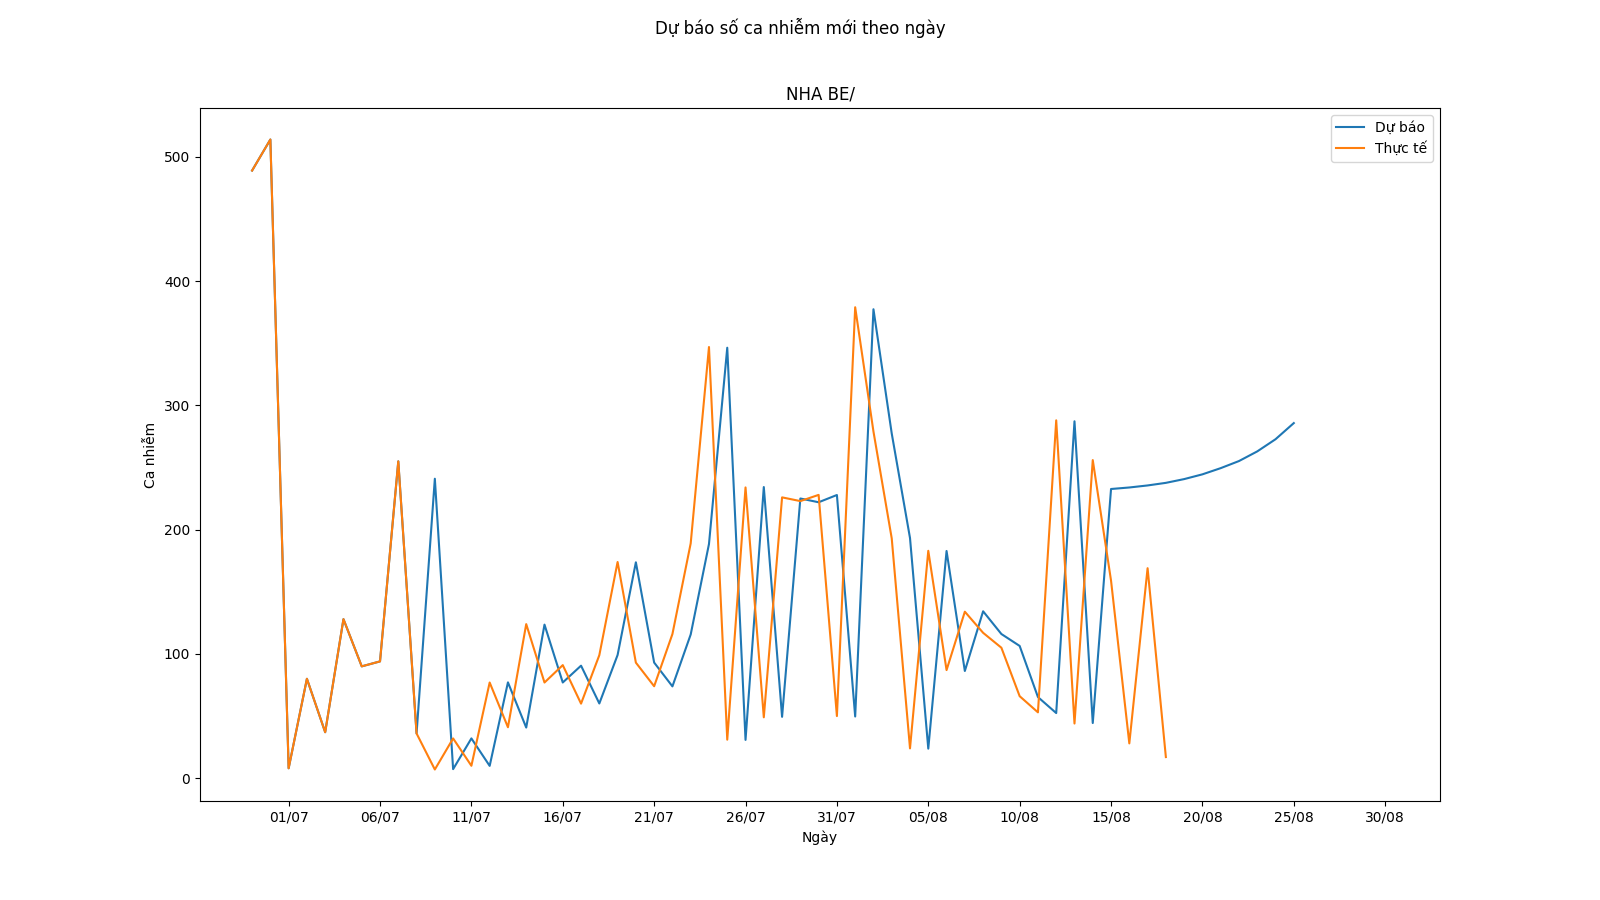 Dự báo số ca nhiễm mới theo ngày
NHA BE/
Dự báo
Thực tế
Ca nhiễm
500
400
300
200
100
0
01/07 06/07 11/07 16/07 21/07 26/07 31/07 05/08 10/08 15/08 20/08 25/08 30/08
Ngày